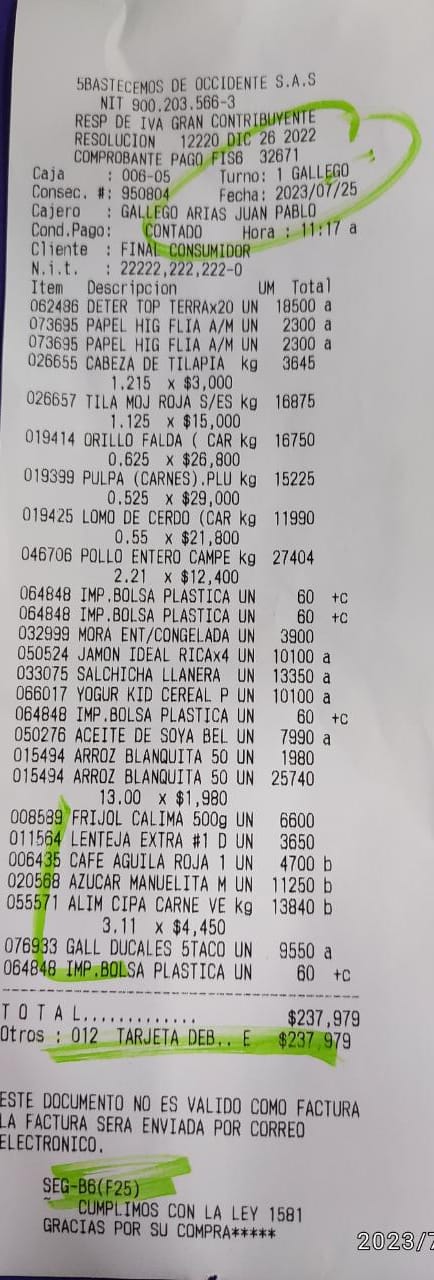 5BASTECEMOS DE OCCIDENTE S.A.S
NIT 900.203.566-3
RESP DE IVA GRAN CONTRIBUYENTE
RESOLUCION 12220 DIC 26 2022
COMPROBANTE PAGO FIS6 32671
Caja : 006-05 Turno: 1 GALLEGO
Consec. #: 950804 Fecha: 2023/07/25
Cajero : GALLEGO ARIAS JUAN PABLO
Cond.Pago: CONTADO Hora : 11:17 a
Cliente : FINAL CONSUMIDOR
N.i.t. : 22222,222,222-0
Item Descripcion UM Total
062486 DETER TOP TERRAx20 UN 18500 a
073695 PAPEL HIG FLIA A/M UN 2300 a
073695 PAPEL HIG FLIA A/M UN 2300 a
026655 CABEZA DE TILAPIA kg 3645
1.215 x $3,000
026657 TILA MOJ ROJA S/ES kg 16875
1.125 x $15,000
019414 ORILLO FALDA ( CAR kg 16750
0.625 x $26,800
019399 PULPA (CARNES).PLU kg 15225
0.525 x $29,000
019425 LOMO DE CERDO (CAR kg 11990
0.55 x $21,800
046706 POLLO ENTERO CAMPE kg 27404
2.21 x $12,400
064848 IMP.BOLSA PLASTICA UN 60 +C
064848 IMP.BOLSA PLASTICA UN 60 +C
032999 MORA ENT/CONGELADA UN 3900
050524 JAMON IDEAL RICAx4 UN 10100 a
033075 SALCHICHA LLANERA UN 13350 a
066017 YOGUR KID CEREAL P UN 10100 a
064848 IMP.BOLSA PLASTICA UN 60 +C
050276 ACEITE DE SOYA BEL UN 7990 a
015494 ARROZ BLANQUITA 50 UN 1980
015494 ARROZ BLANQUITA 50 UN 25740
13.00 x $1,980
008589 FRIJOL CALIMA 500g UN 6600
011564 LENTEJA EXTRA #1 D UN 3650
006435 CAFE AGUILA ROJA 1 UN 4700 b
020568 AZUCAR MANUELITA M UN 11250 b
055571 ALIM CIPA CARNE VE kg 13840 b
3.11 x $4,450
076933 GALL DUCALES 5TACO UN 9550 a
064848 IMP.BOLSA PLASTICA UN 60 +C
T O T A L............. $237,979
Otros : 012 TARJETA DEB.. E $237,979
ESTE DOCUMENTO NO ES VALIDO COMO FACTURA
LA FACTURA SERA ENVIADA POR CORREO
ELECTRONICO.
SEG-B6(F25)
CUMPLIMOS CON LA LEY 1581
GRACIAS POR SU COMPRA*****
2023/7